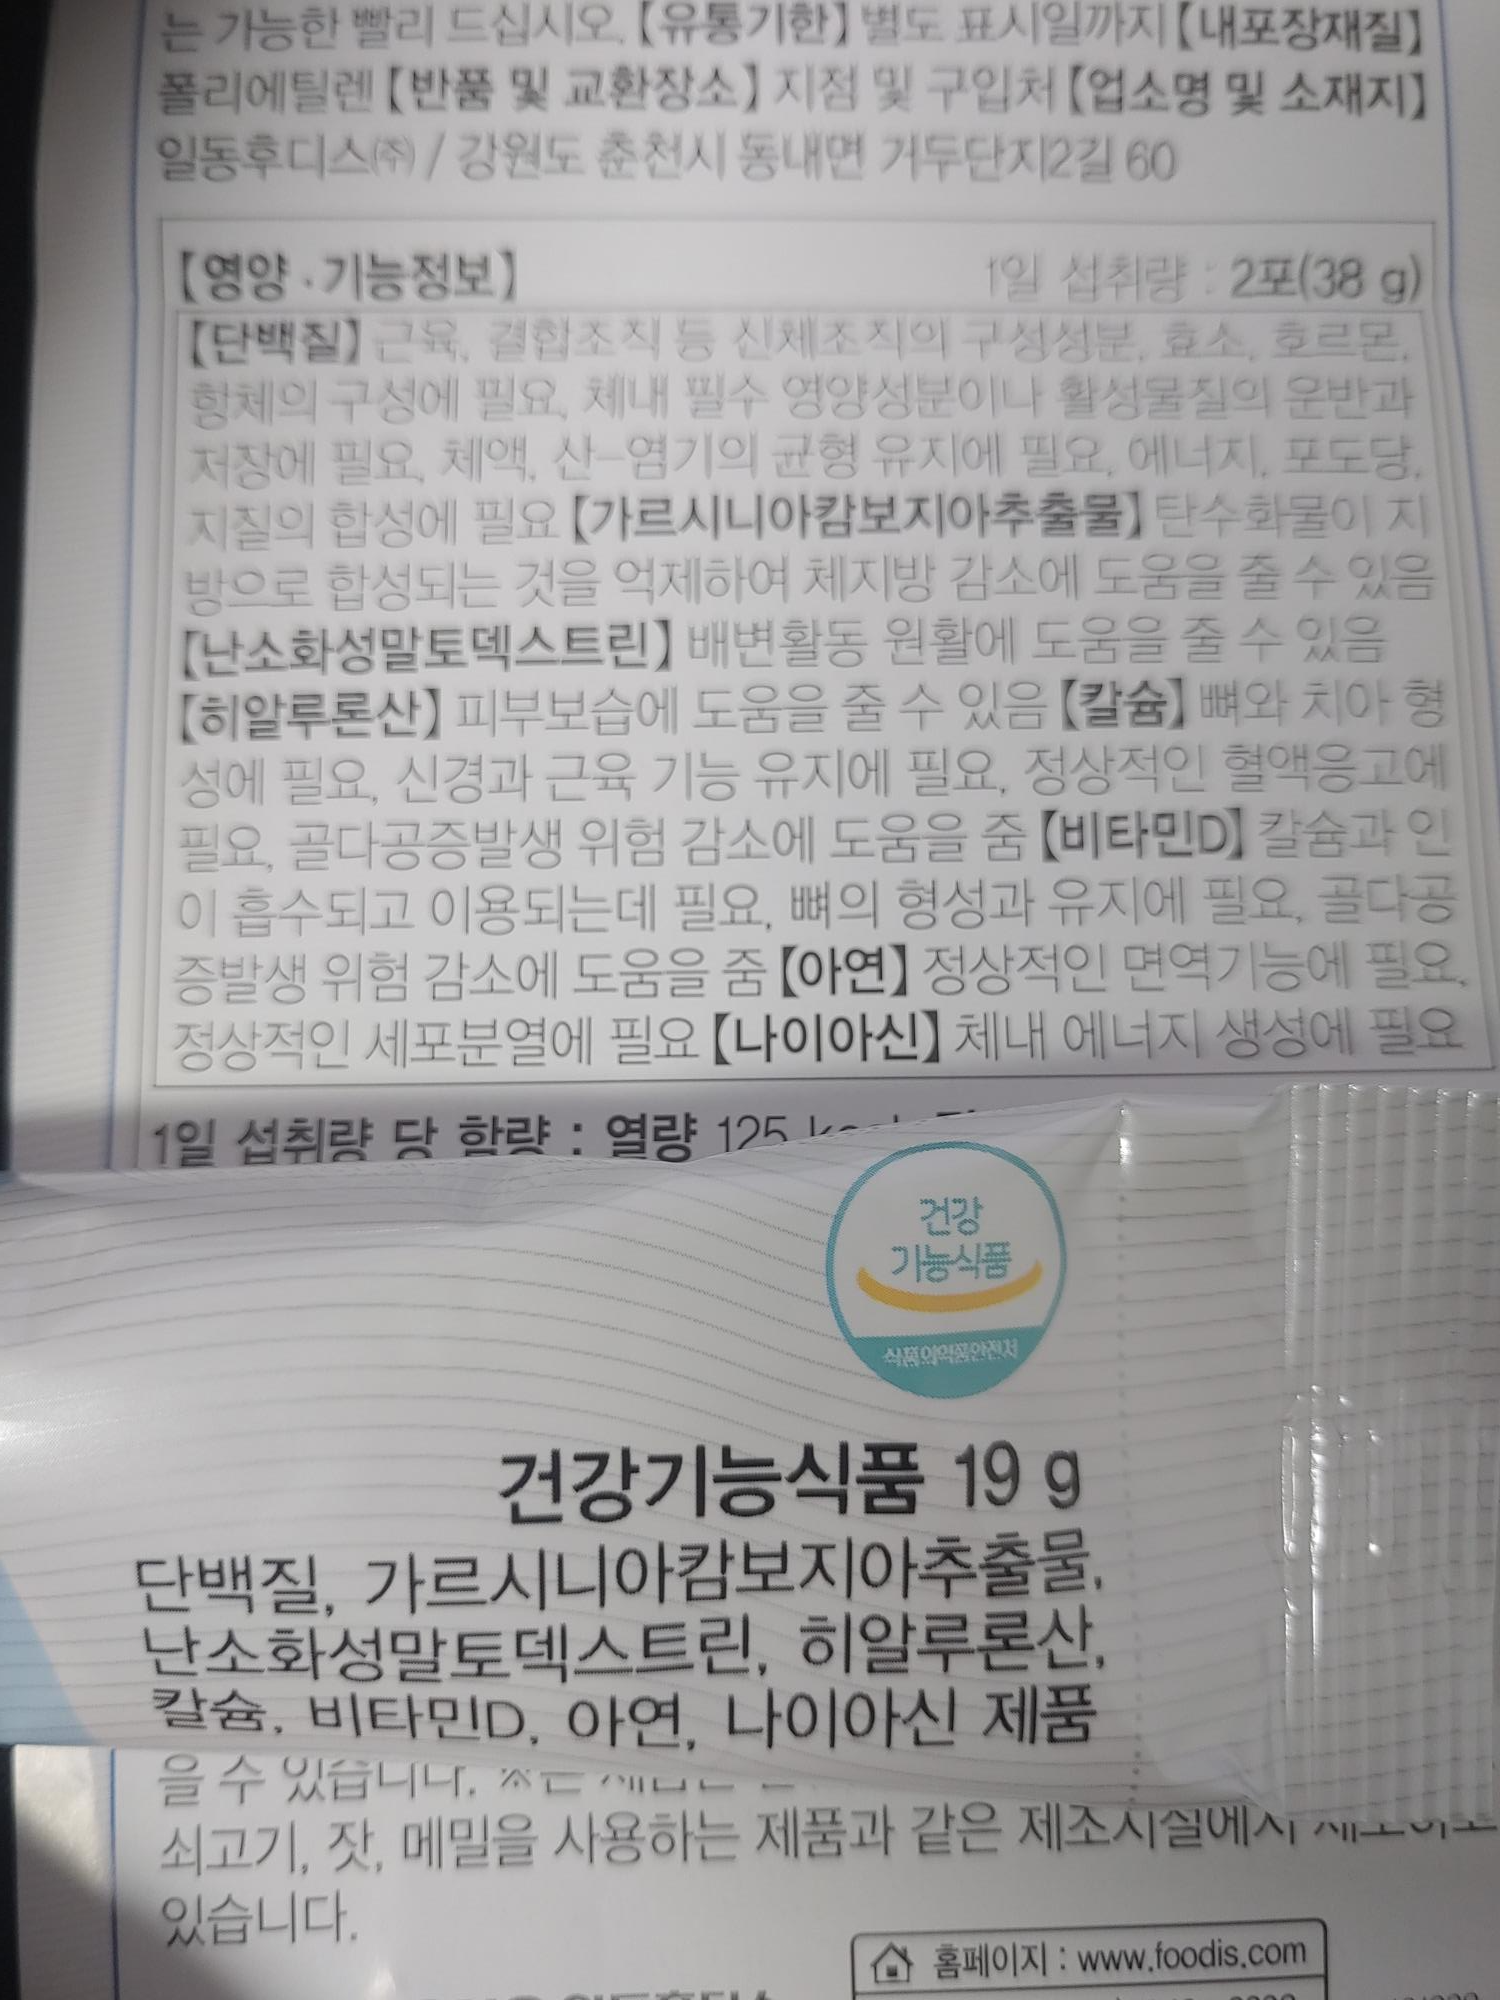 는 가능한 빨리 드십시오.【유통기한】별도 표시일까지【내포장재질】
폴리에틸렌【반품 및 교환장소】지점 및 구입처【업소명 및 소재지】
일동후디스㈜ / 강원도 춘천시 동내면 거두단지2길 60
【영양·기능정보】 1일 섭취량 : 2포(38 g)
【단백질】근육, 결합조직 등 신체조직의 구성성분, 효소, 호르몬,
항체의 구성에 필요, 체내 필수 영양성분이나 활성물질의 운반과
저장에 필요, 체액, 산-염기의 균형 유지에 필요, 에너지, 포도당,
지질의 합성에 필요【가르시니아캄보지아추출물】탄수화물이 지
방으로 합성되는 것을 억제하여 체지방 감소에 도움을 줄 수 있음
【난소화성말토덱스트린】배변활동 원활에 도움을 줄 수 있음
【히알루론산】피부보습에 도움을 줄 수 있음【칼슘】뼈와 치아 형
성에 필요, 신경과 근육 기능 유지에 필요, 정상적인 혈액응고에
필요, 골다공증발생 위험 감소에 도움을 줌【비타민D】칼슘과 인
이 흡수되고 이용되는데 필요, 뼈의 형성과 유지에 필요, 골다공
증발생 위험 감소에 도움을 줌【아연】정상적인 면역기능에 필요,
정상적인 세포분열에 필요【나이아신】체내 에너지 생성에 필요
1일 섭취량 당 함량 : 열량 125
건강
기능식품
식품의약품안전처
건강기능식품 19 g
단백질, 가르시니아캄보지아추출물,
난소화성말토덱스트린, 히알루론산,
칼슘, 비타민D, 아연, 나이아신 제품
을 수 있습니다.
쇠고기, 잣, 메밀을 사용하는 제품과 같은 제조시설에서
있습니다.
홈페이지 : www.foodis.com